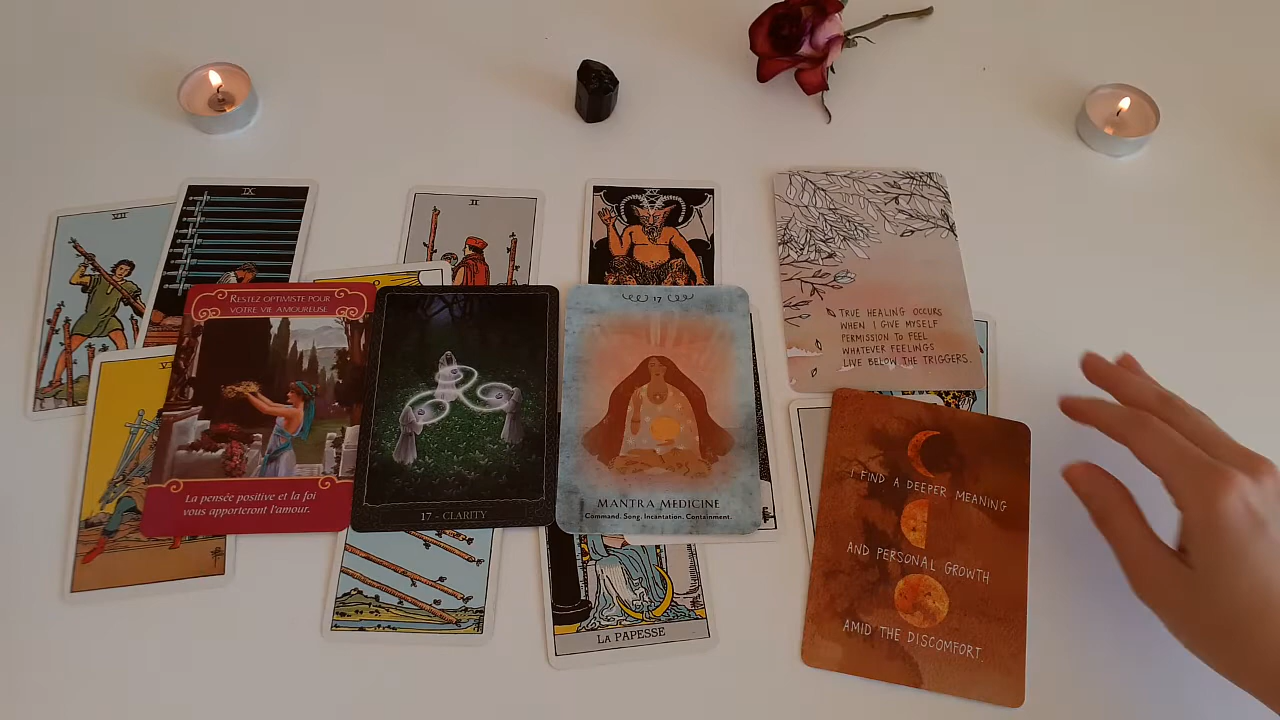 VII
IX
II
XV
RESTEZ OPTIMISTE POUR
VOTRE VIE AMOUREUSE
La pensée positive et la foi
vous apporteront l'amour.
17 - CLARITY
17
MANTRA MEDICINE
Command. Song. Incantation. Containment.
LA PAPESSE
TRUE HEALING OCCURS
WHEN I GIVE MYSELF
PERMISSION TO FEEL
WHATEVER FEELINGS
LIVE BELOW THE TRIGGERS.
I FIND A DEEPER MEANING
AND PERSONAL GROWTH
AMID THE DISCOMFORT.